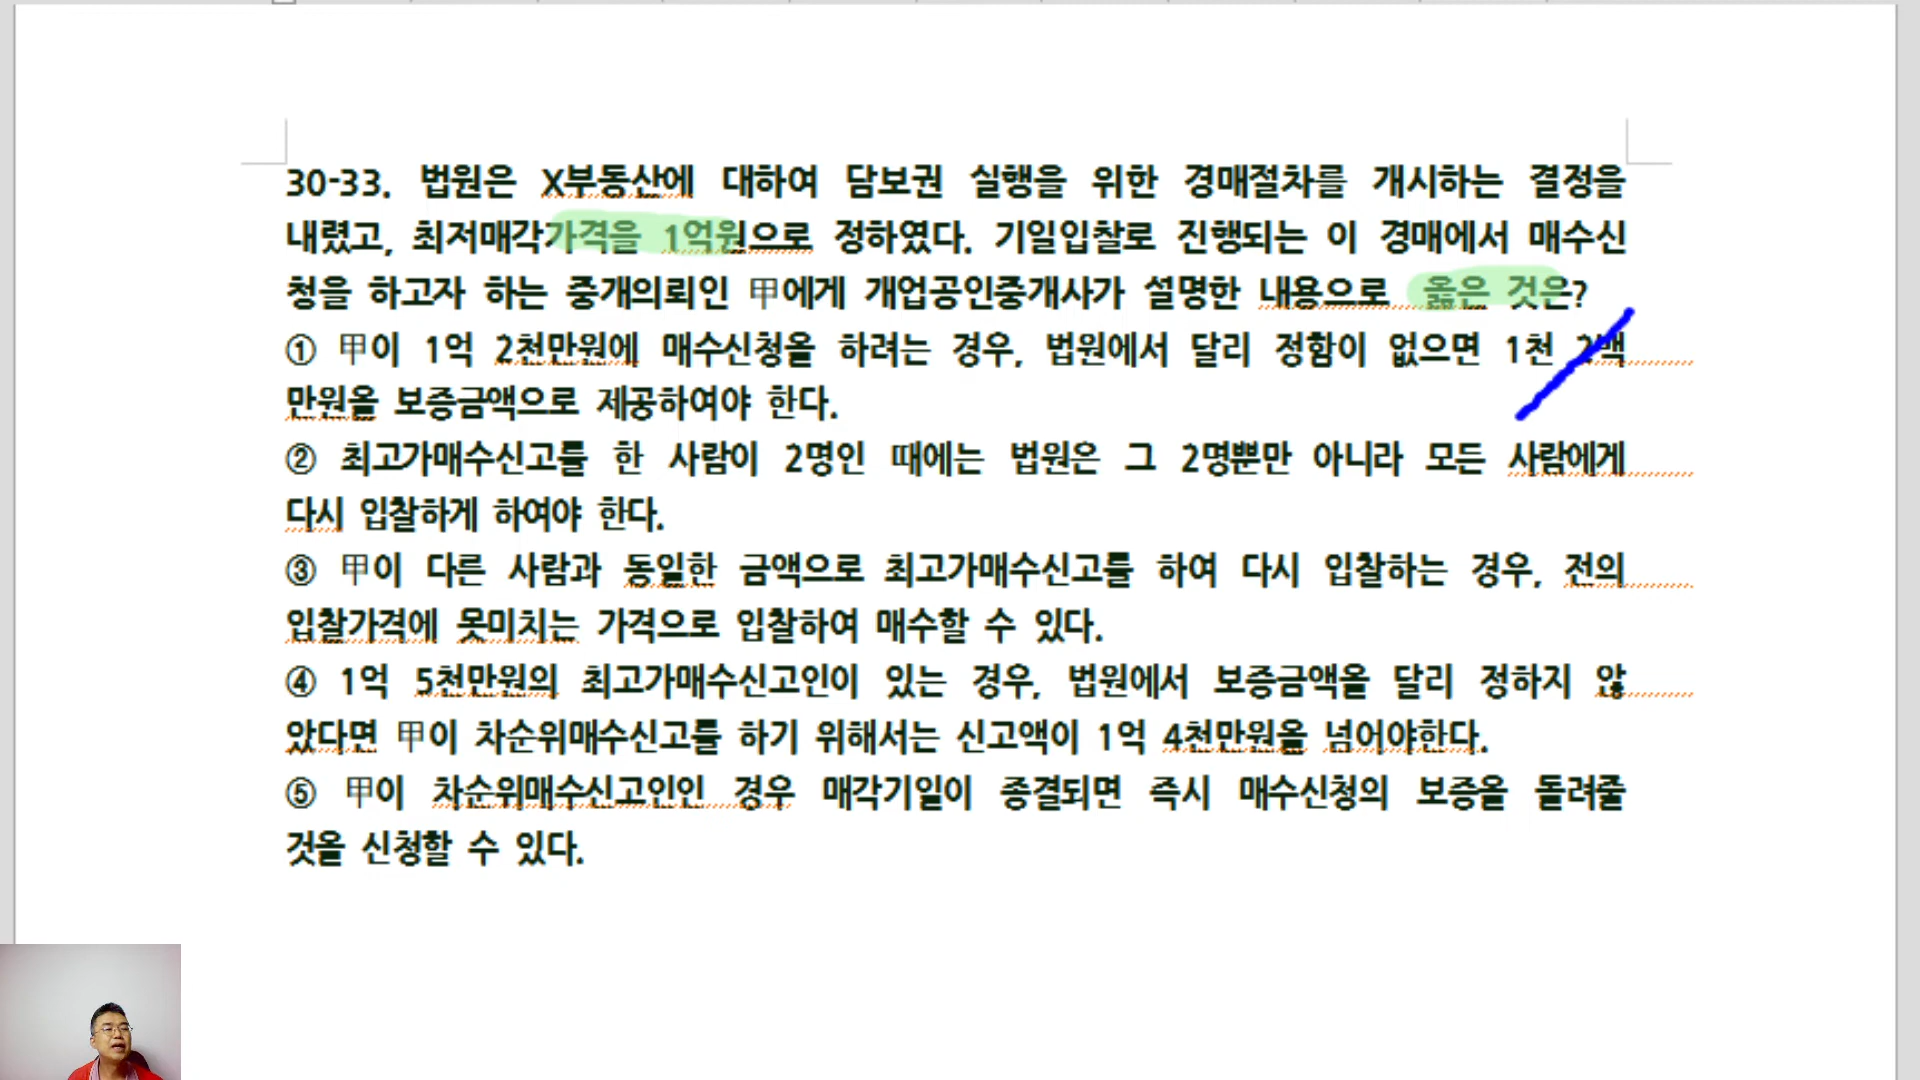 30-33. 법원은 X부동산에 대하여 담보권 실행을 위한 경매절차를 개시하는 결정을
내렸고, 최저매각가격을 1억원으로 정하였다. 기일입찰로 진행되는 이 경매에서 매수신
청을 하고자 하는 중개의뢰인 甲에게 개업공인중개사가 설명한 내용으로 옳은 것은?
① 甲이 1억 2천만원에 매수신청을 하려는 경우, 법원에서 달리 정함이 없으면 1천 2백
만원을 보증금액으로 제공하여야 한다.
② 최고가매수신고를 한 사람이 2명인 때에는 법원은 그 2명뿐만 아니라 모든 사람에게
다시 입찰하게 하여야 한다.
③ 甲이 다른 사람과 동일한 금액으로 최고가매수신고를 하여 다시 입찰하는 경우, 전의
입찰가격에 못미치는 가격으로 입찰하여 매수할 수 있다.
④ 1억 5천만원의 최고가매수신고인이 있는 경우, 법원에서 보증금액을 달리 정하지 않
았다면 甲이 차순위매수신고를 하기 위해서는 신고액이 1억 4천만원을 넘어야한다.
⑤ 甲이 차순위매수신고인인 경우 매각기일이 종결되면 즉시 매수신청의 보증을 돌려줄
것을 신청할 수 있다.